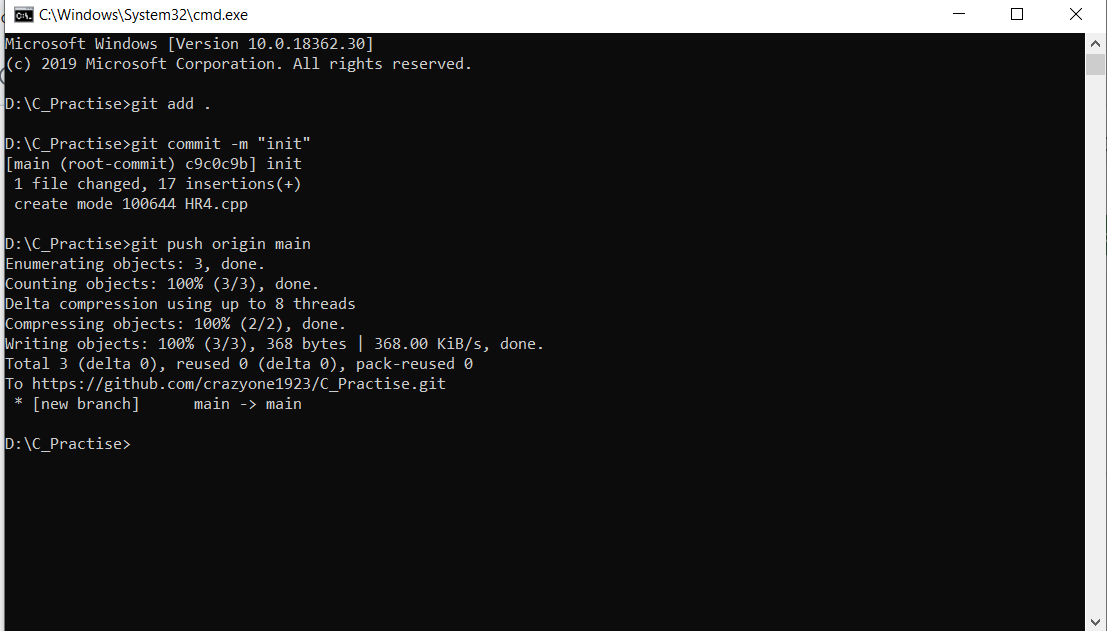 C:\Windows\System32\cmd.exe
Microsoft Windows [Version 10.0.18362.30]
(c) 2019 Microsoft Corporation. All rights reserved.
D:\C_Practise>git add .
D:\C_Practise>git commit -m "init"
[main (root-commit) c9c0c9b] init
 1 file changed, 17 insertions(+)
 create mode 100644 HR4.cpp
D:\C_Practise>git push origin main
Enumerating objects: 3, done.
Counting objects: 100% (3/3), done.
Delta compression using up to 8 threads
Compressing objects: 100% (2/2), done.
Writing objects: 100% (3/3), 368 bytes | 368.00 KiB/s, done.
Total 3 (delta 0), reused 0 (delta 0), pack-reused 0
To https://github.com/crazyone1923/C_Practise.git
 * [new branch]      main -> main
D:\C_Practise>